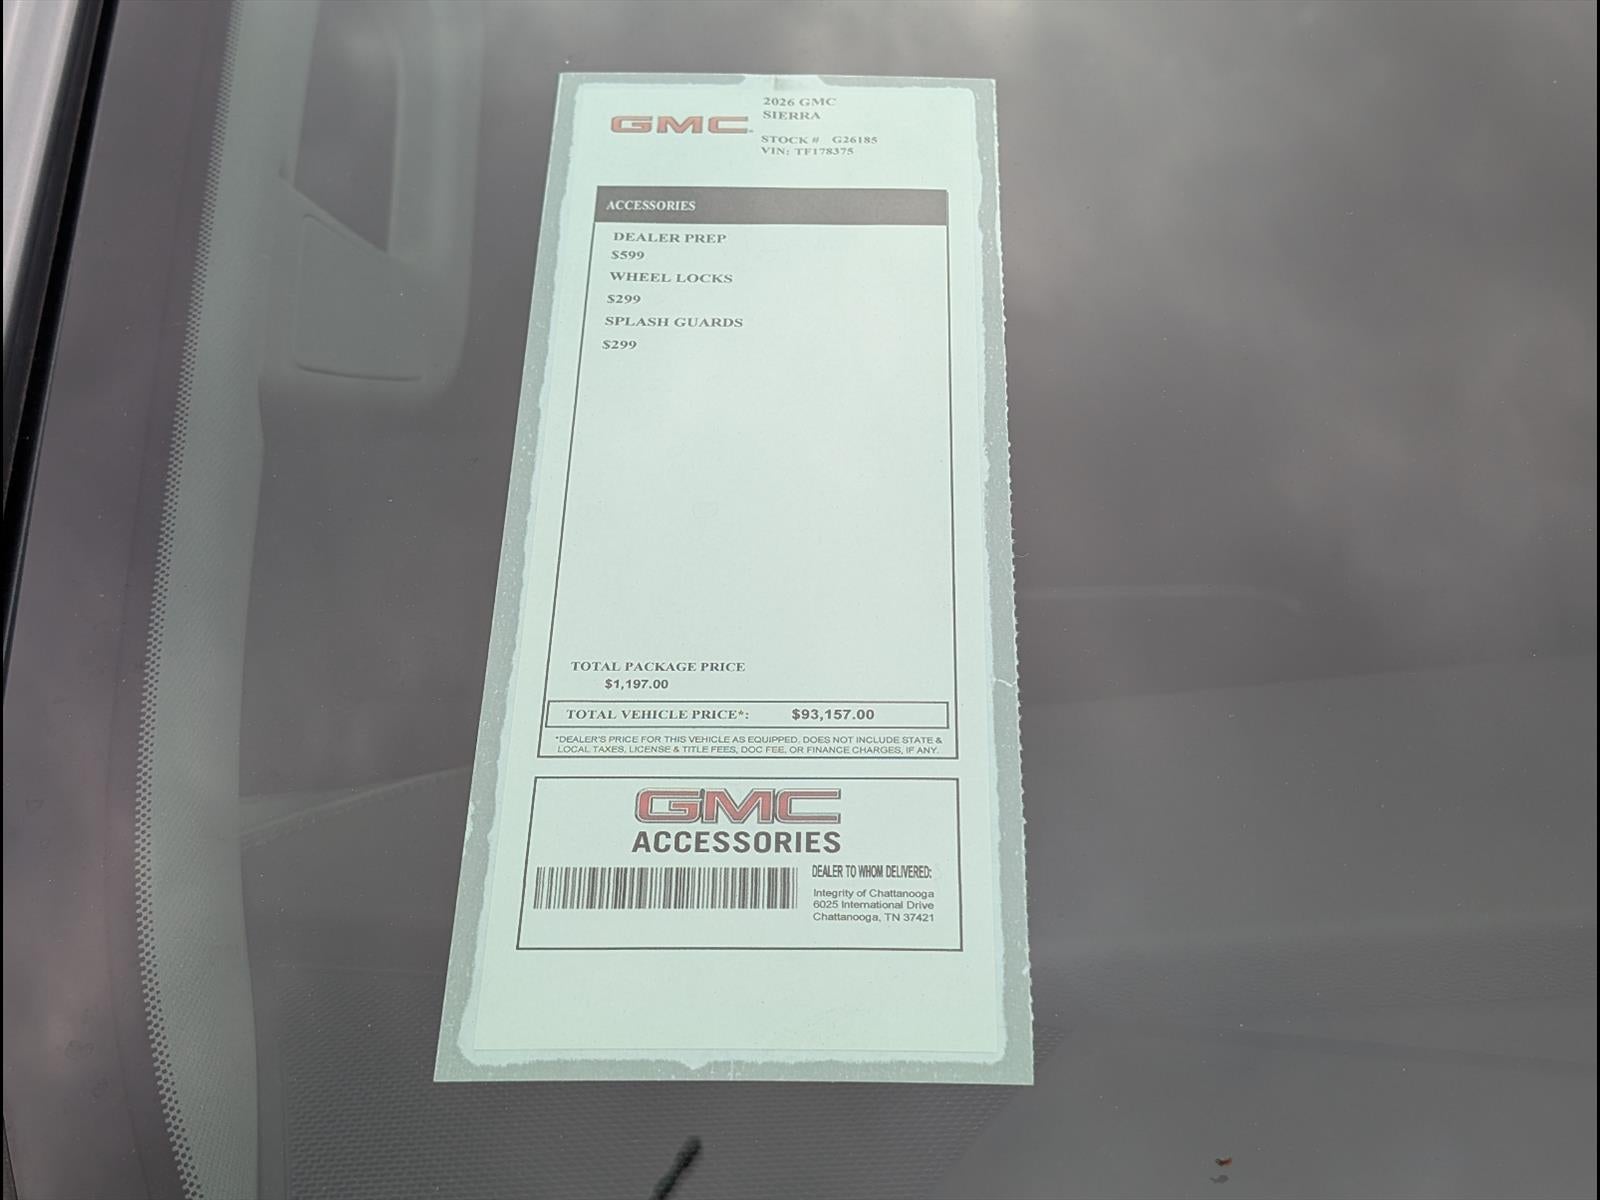 GMC
2026 GMC
SIERRA
STOCK # G26185
VIN: TF178375
ACCESSORIES
DEALER PREP
$599
WHEEL LOCKS
$299
SPLASH GUARDS
$299
TOTAL PACKAGE PRICE
$1,197.00
TOTAL VEHICLE PRICE*: $93,157.00
*DEALER'S PRICE FOR THIS VEHICLE AS EQUIPPED. DOES NOT INCLUDE STATE &
LOCAL TAXES, LICENSE & TITLE FEES, DOC FEE, OR FINANCE CHARGES, IF ANY.
GMC
ACCESSORIES
DEALER TO WHOM DELIVERED:
Integrity of Chattanooga
6025 International Drive
Chattanooga, TN 37421